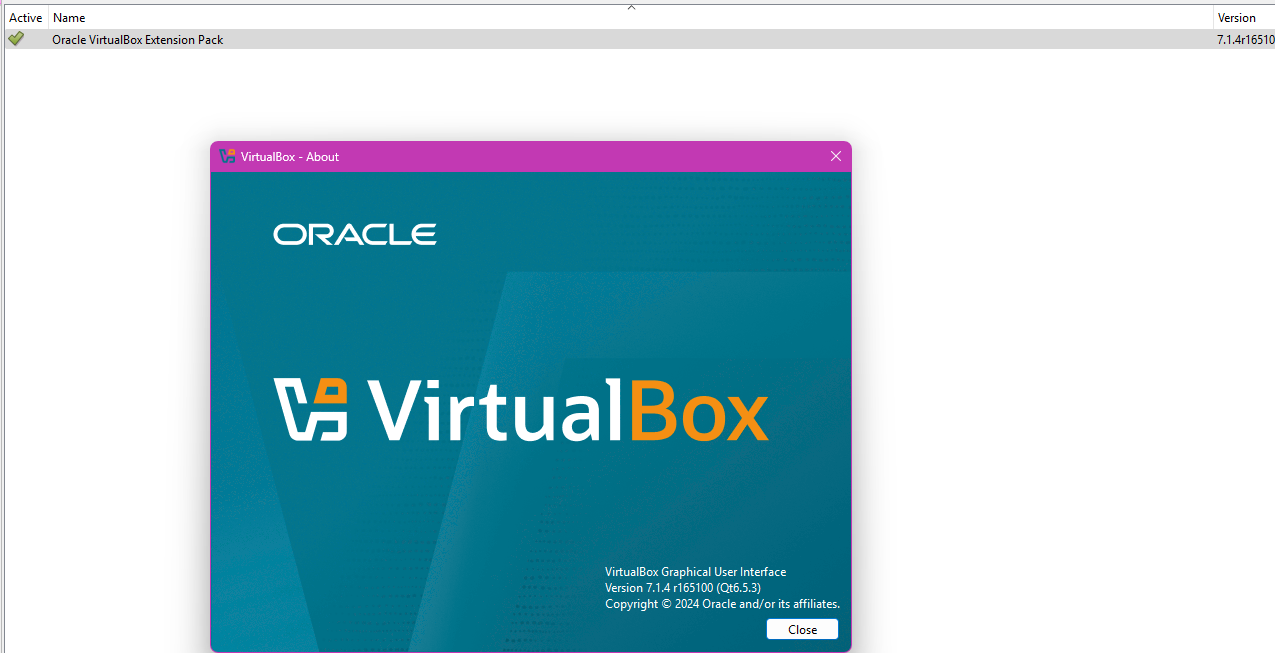 Active Name Version
Oracle VirtualBox Extension Pack 7.1.4r16510
VirtualBox - About
ORACLE
VirtualBox
VirtualBox Graphical User Interface
Version 7.1.4 r165100 (Qt6.5.3)
Copyright © 2024 Oracle and/or its affiliates.
Close